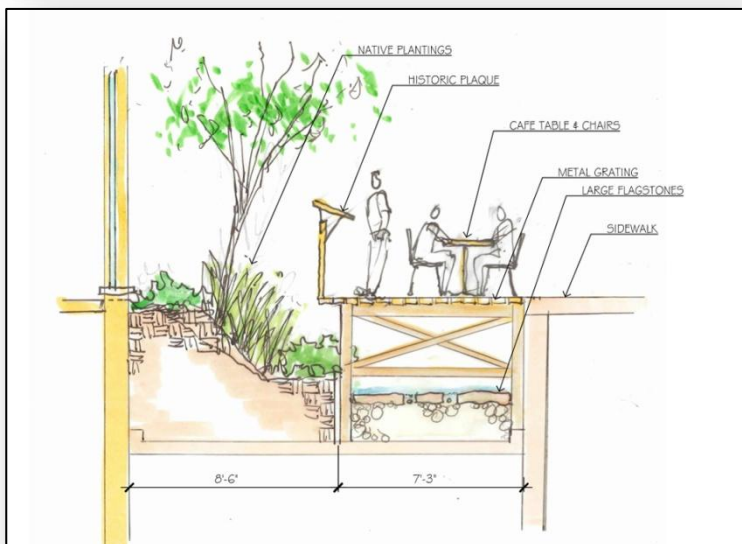 NATIVE PLANTINGS
HISTORIC PLAQUE
CAFE TABLE & CHAIRS
METAL GRATING
LARGE FLAGSTONES
SIDEWALK
8'-6"
7'-3"